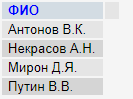 ФИО
Антонов В.К.
Некрасов А.Н.
Мирон Д.Я.
Путин В.В.